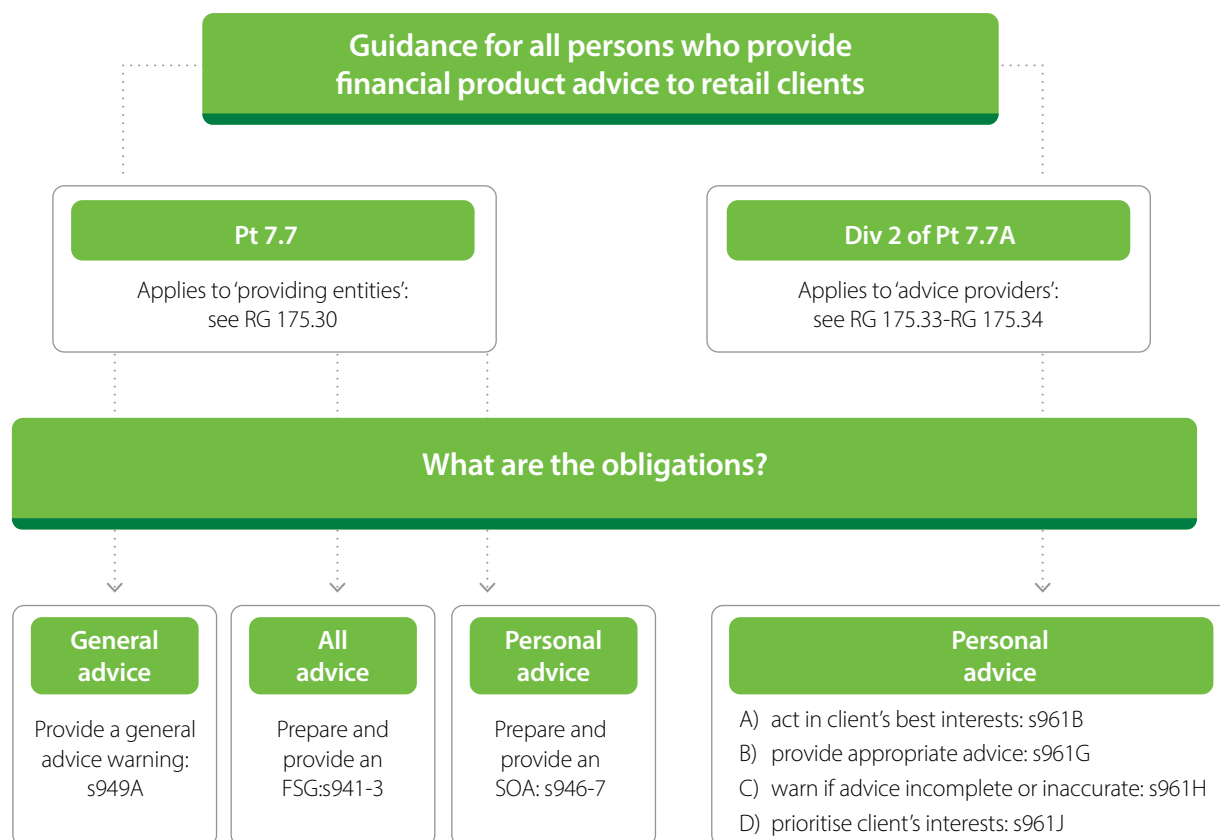 Guidance for all persons who provide
financial product advice to retail clients
Pt 7.7
Applies to ‘providing entities’:
see RG 175.30
Div 2 of Pt 7.7A
Applies to ‘advice providers’:
see RG 175.33-RG 175.34
What are the obligations?
General
advice
Provide a general
advice warning:
s949A
All
advice
Prepare and
provide an
FSG:s941-3
Personal
advice
Prepare and
provide an
SOA: s946-7
Personal
advice
A) act in client’s best interests: s961B
B) provide appropriate advice: s961G
C) warn if advice incomplete or inaccurate: s961H
D) prioritise client’s interests: s961J